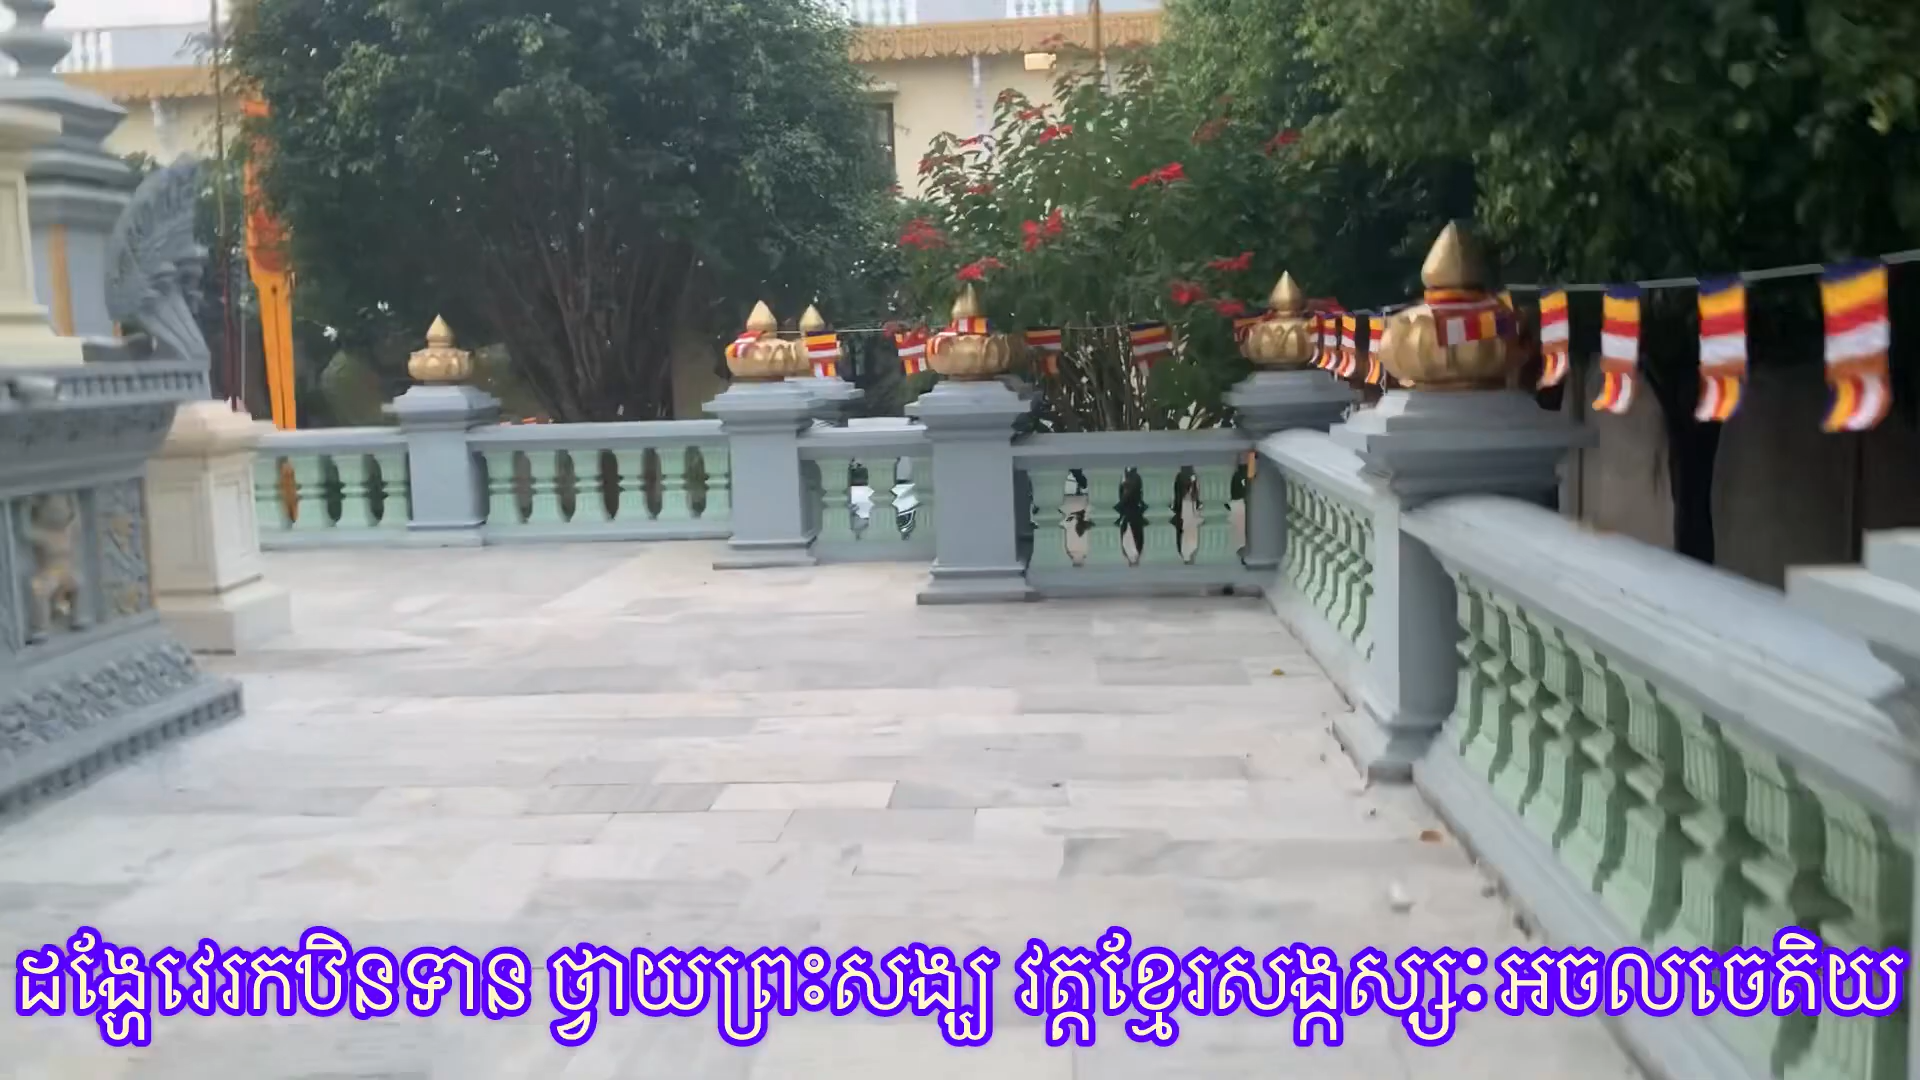 ដង្ហែវេរកឋិនទាន ថ្វាយព្រះសង្ឃ វត្តខ្មែរសង្កស្សៈអចលចេតិយ